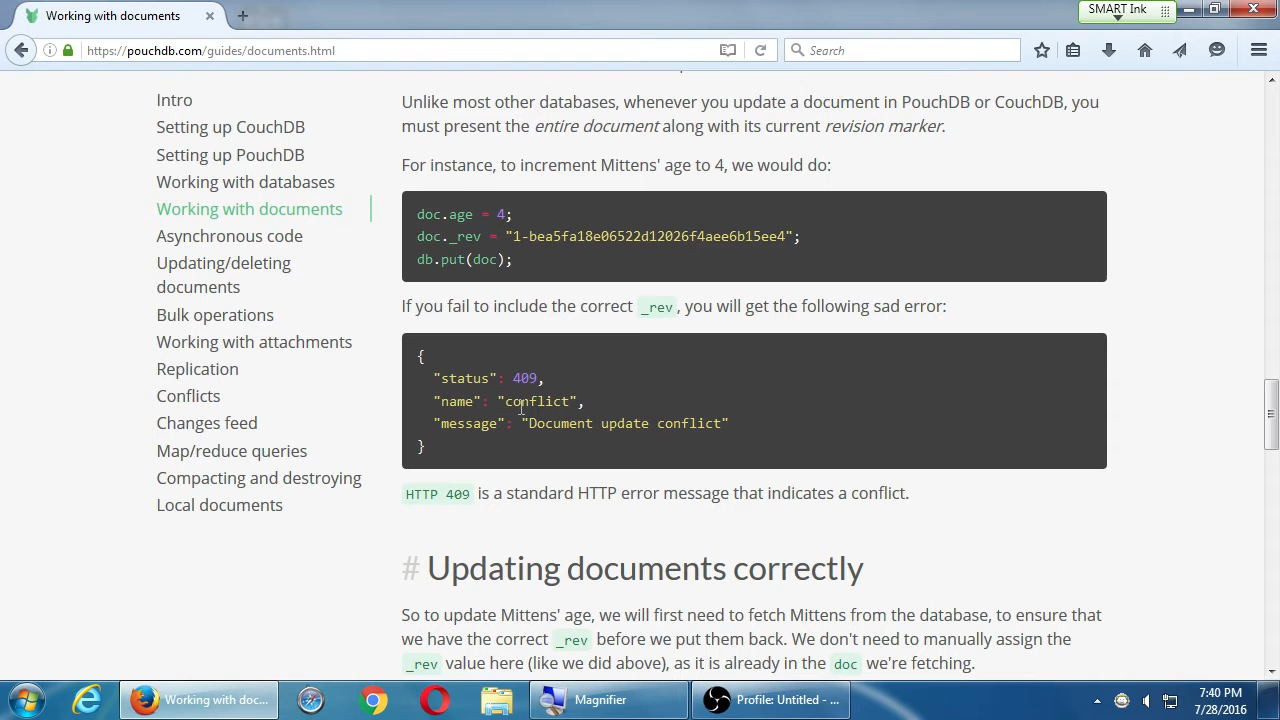 Working with documents
SMART Ink
https://pouchdb.com/guides/documents.html
Search
Intro
Setting up CouchDB
Setting up PouchDB
Working with databases
Working with documents
Asynchronous code
Updating/deleting
documents
Bulk operations
Working with attachments
Replication
Conflicts
Changes feed
Map/reduce queries
Compacting and destroying
Local documents
Unlike most other databases, whenever you update a document in PouchDB or CouchDB, you
must present the entire document along with its current revision marker.
For instance, to increment Mittens' age to 4, we would do:
doc.age = 4;
doc._rev = "1-bea5fa18e06522d12026f4aee6b15ee4";
db.put(doc);
If you fail to include the correct _rev, you will get the following sad error:
{
"status": 409,
"name": "conflict",
"message": "Document update conflict"
}
HTTP 409 is a standard HTTP error message that indicates a conflict.
# Updating documents correctly
So to update Mittens' age, we will first need to fetch Mittens from the database, to ensure that
we have the correct _rev before we put them back. We don't need to manually assign the
_rev value here (like we did above), as it is already in the doc we're fetching.
Working with doc...
Magnifier
Profile: Untitled - ...
7:40 PM
7/28/2016